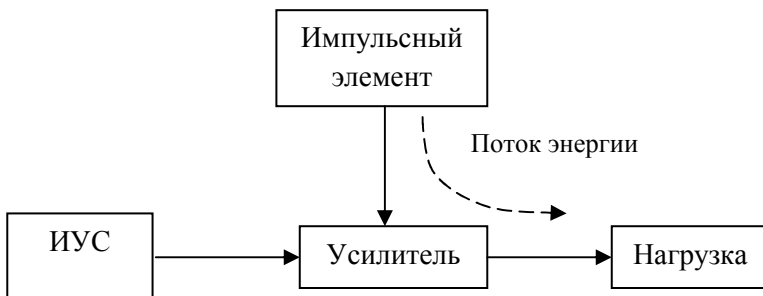 Импульсный
элемент
Поток энергии
ИУС
Усилитель
Нагрузка